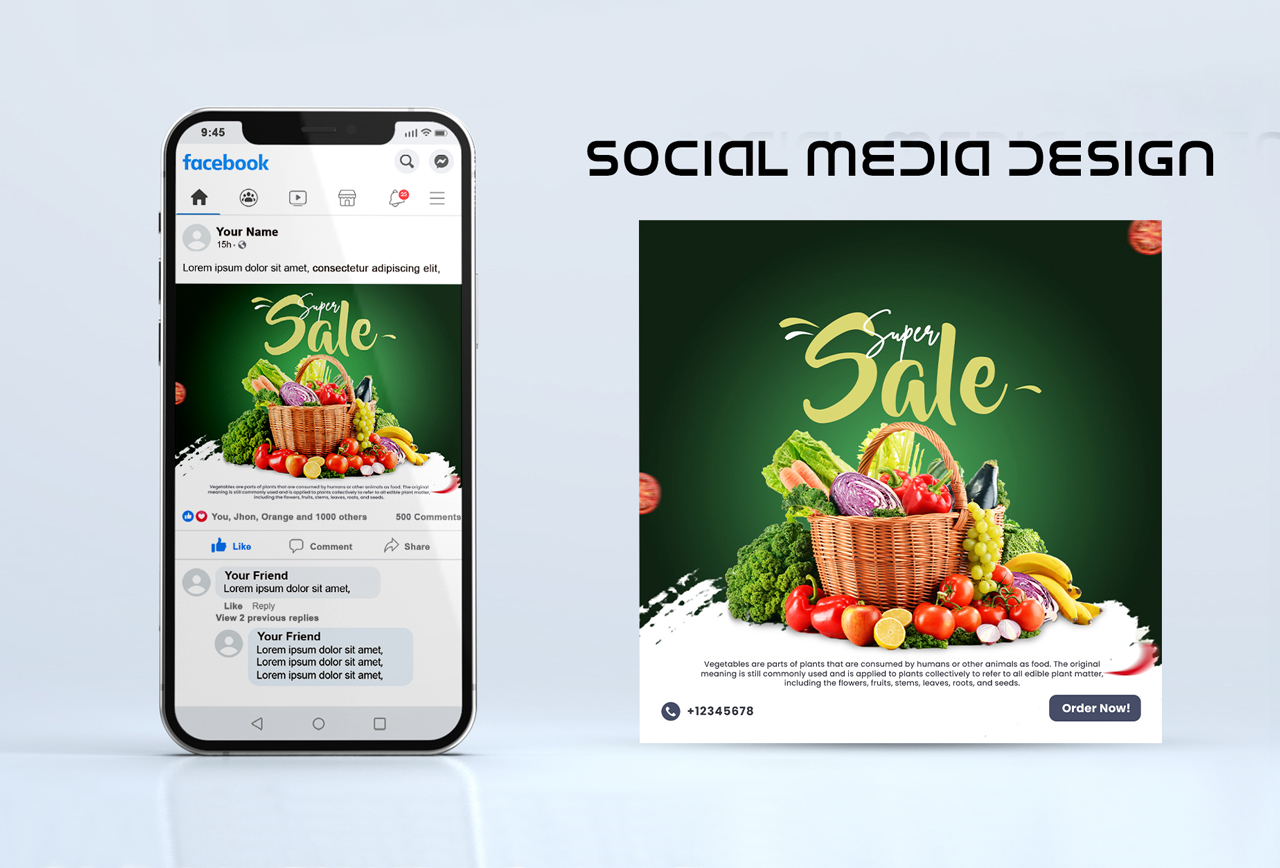 9:45
facebook
22
Your Name
15h
Lorem ipsum dolor sit amet, consectetur adipiscing elit,
Super
Sale
Vegetables are parts of plants that are consumed by humans or other animals as food. The original
meaning is still commonly used and is applied to plants collectively to refer to all edible plant matter,
including the flowers, fruits, stems, leaves, roots, and seeds.
You, Jhon, Orange and 1000 others 500 Comments
Like Comment Share
Your Friend
Lorem ipsum dolor sit amet,
Like Reply
View 2 previous replies
Your Friend
Lorem ipsum dolor sit amet,
Lorem ipsum dolor sit amet,
Lorem ipsum dolor sit amet,
SOCIAL MEDIA DESIGN
Super
Sale
Vegetables are parts of plants that are consumed by humans or other animals as food. The original
meaning is still commonly used and is applied to plants collectively to refer to all edible plant matter,
including the flowers, fruits, stems, leaves, roots, and seeds.
+12345678 Order Now!